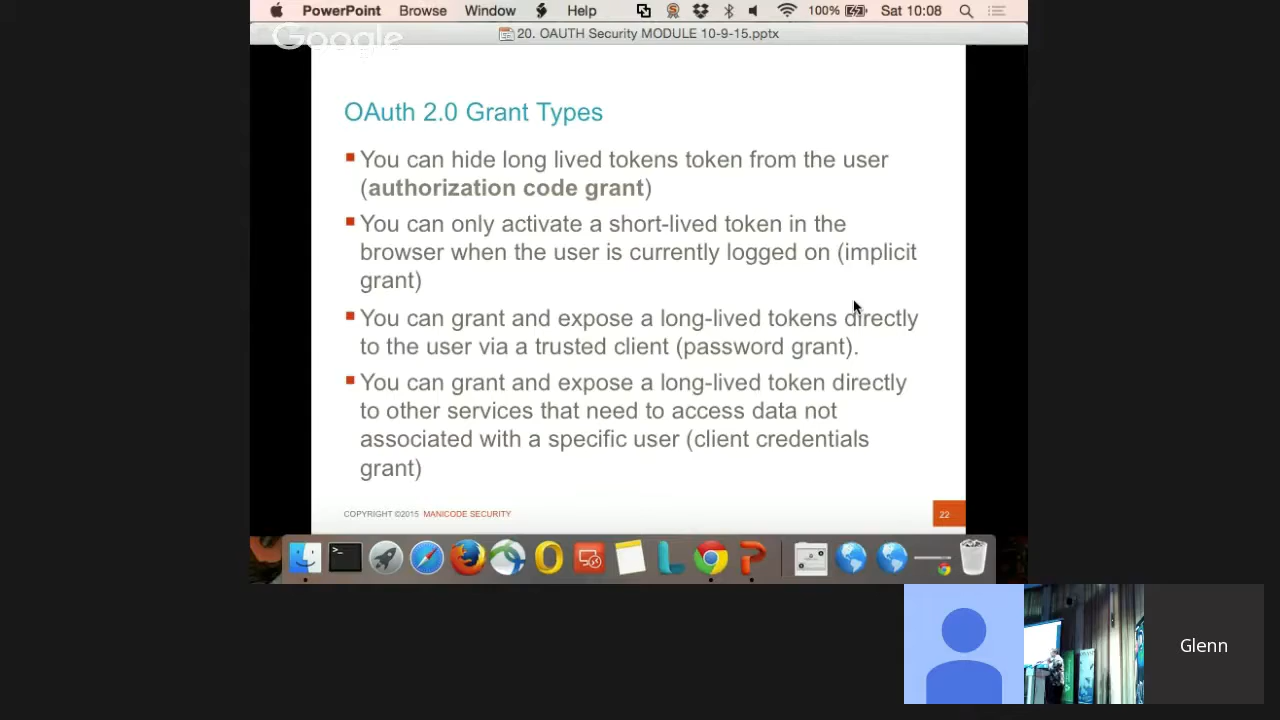 PowerPoint Browse Window Help 100% Sat 10:08
Google
20. OAUTH Security MODULE 10-9-15.pptx
OAuth 2.0 Grant Types
You can hide long lived tokens token from the user
(authorization code grant)
You can only activate a short-lived token in the
browser when the user is currently logged on (implicit
grant)
You can grant and expose a long-lived tokens directly
to the user via a trusted client (password grant).
You can grant and expose a long-lived token directly
to other services that need to access data not
associated with a specific user (client credentials
grant)
COPYRIGHT ©2015 MANICODE SECURITY
22
Glenn